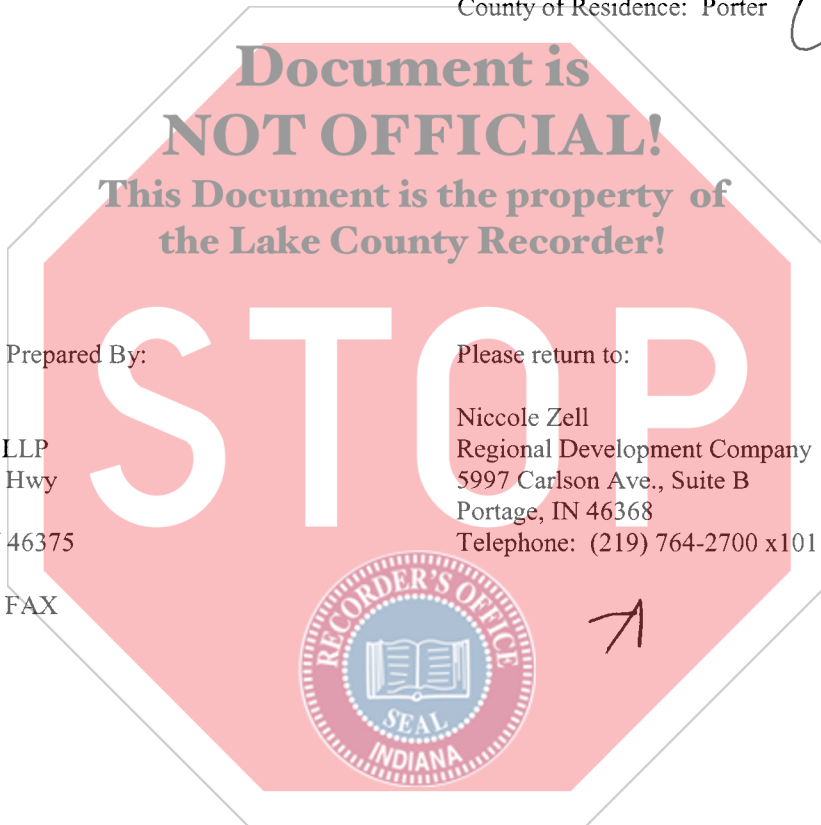 County of Residence: Porter
Document is
NOT OFFICIAL!
This Document is the property of
the Lake County Recorder!
STOP
Prepared By:
LLP
Hwy
46375
FAX
Please return to:
Niccole Zell
Regional Development Company
5997 Carlson Ave., Suite B
Portage, IN 46368
Telephone: (219) 764-2700 x101
RECORDER'S OFFICE
SEAL
INDIANA